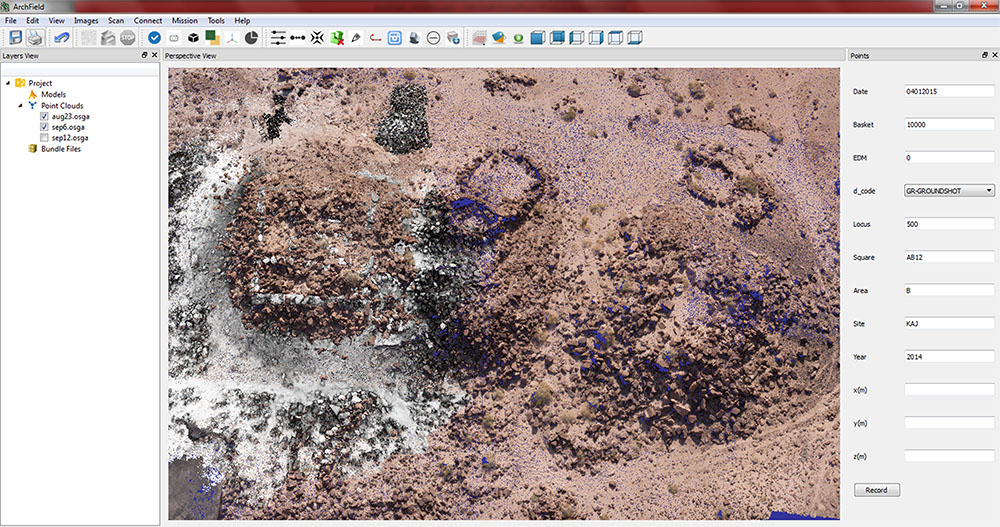 ArchField
File Edit View Images Scan Connect Mission Tools Help
STOP
Layers View
Perspective View
Points
Project
Models
Point Clouds
aug23.osga
sep6.osga
sep12.osga
Bundle Files
Date 04012015
Basket 10000
EDM 0
d_code GR-GROUNDSHOT
Locus 500
Square AB12
Area B
Site KAJ
Year 2014
x(m)
y(m)
z(m)
Record